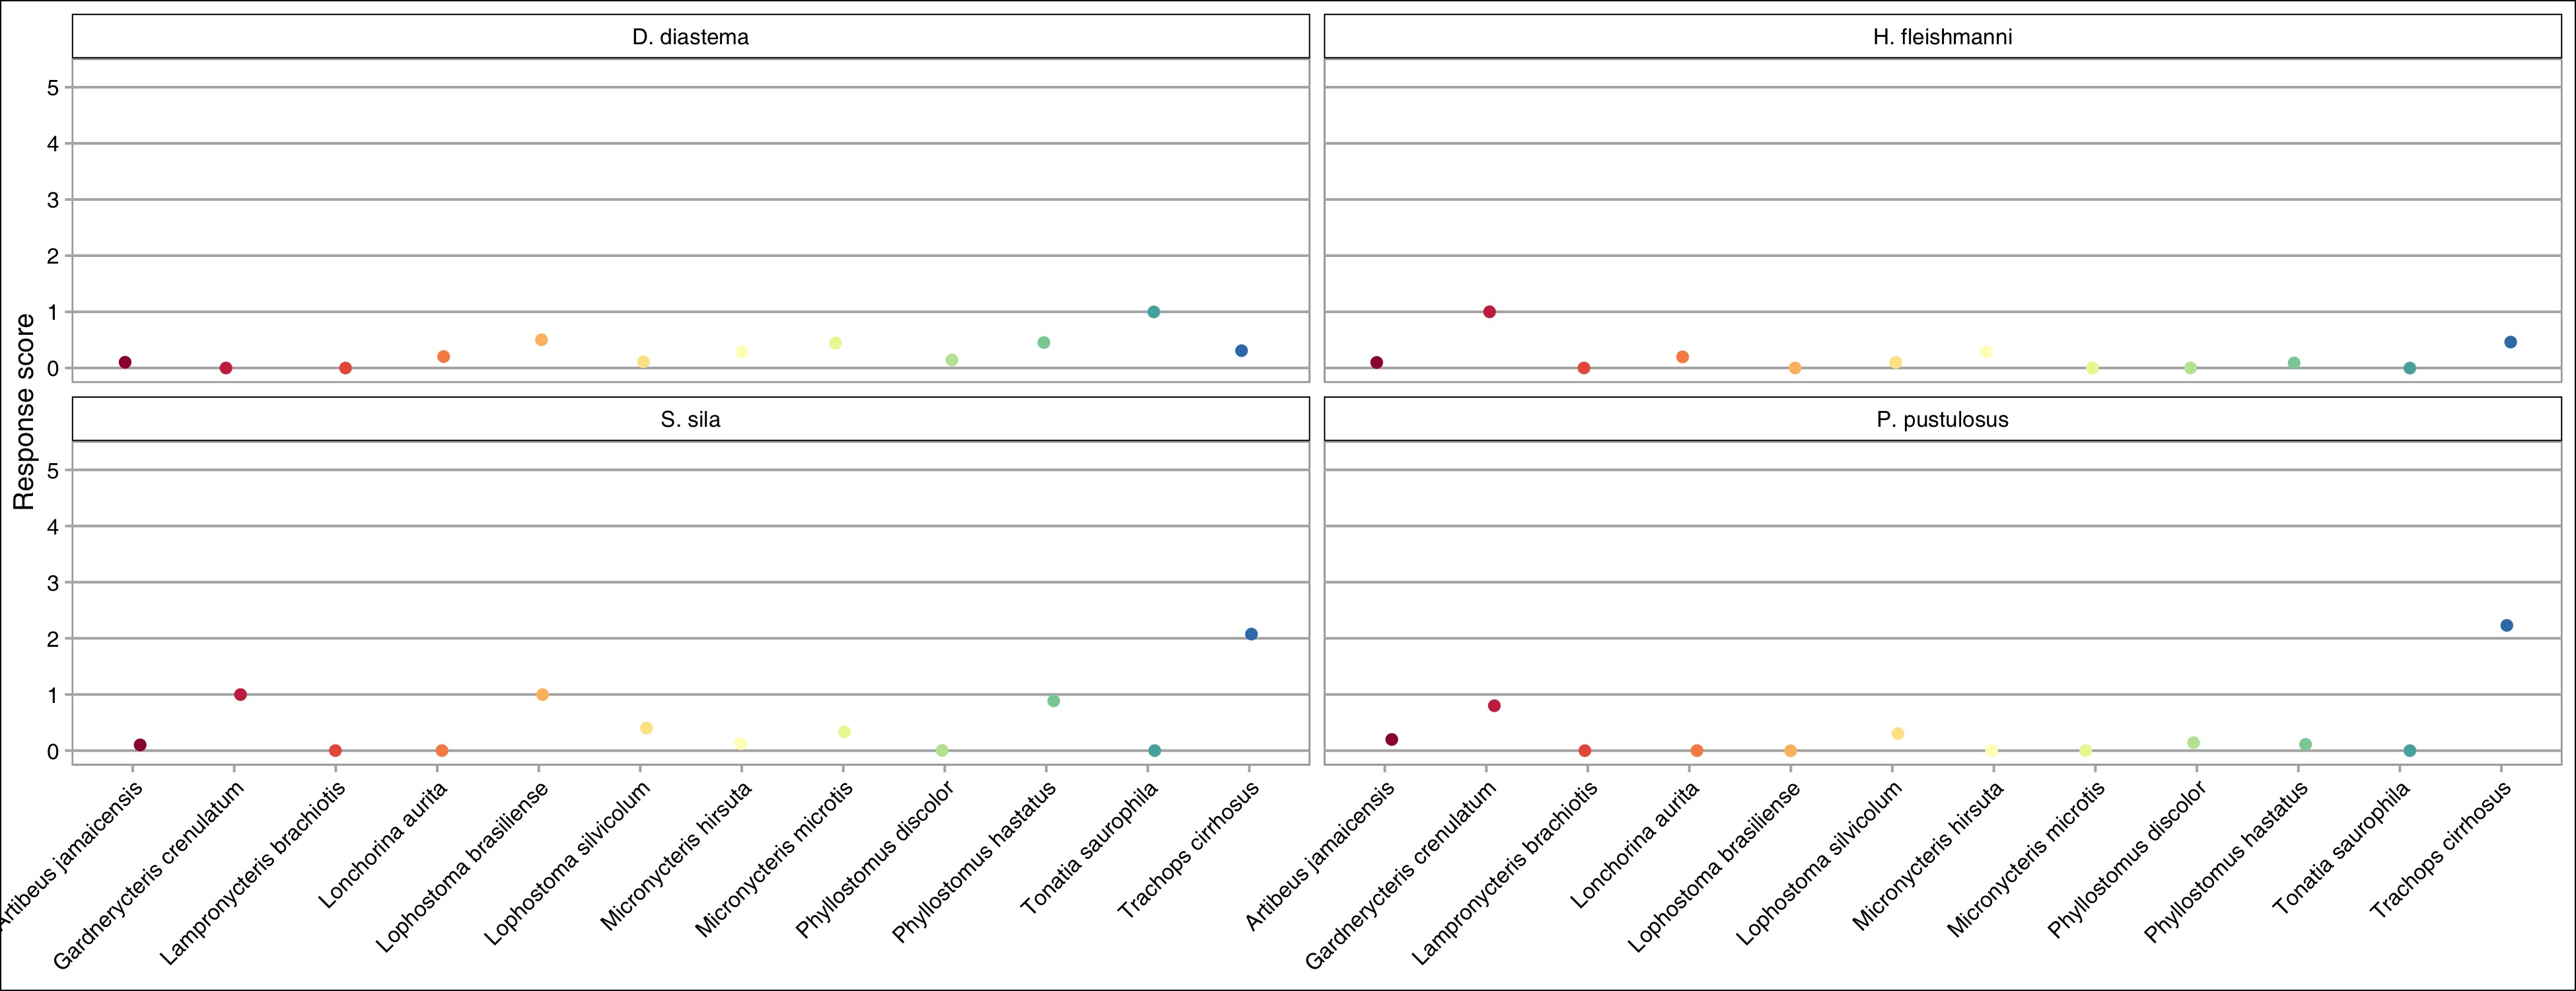 D. diastema
H. fleishmanni
5
4
3
2
1
0
Response score
S. sila
P. pustulosus
5
4
3
2
1
0
Artibeus jamaicensis
Gardnerycteris crenulatum
Lampronycteris brachiotis
Lonchorina aurita
Lophostoma brasiliense
Lophostoma silvicolum
Micronycteris hirsuta
Micronycteris microtis
Phyllostomus discolor
Phyllostomus hastatus
Tonatia saurophila
Trachops cirrhosus
Artibeus jamaicensis
Gardnerycteris crenulatum
Lampronycteris brachiotis
Lonchorina aurita
Lophostoma brasiliense
Lophostoma silvicolum
Micronycteris hirsuta
Micronycteris microtis
Phyllostomus discolor
Phyllostomus hastatus
Tonatia saurophila
Trachops cirrhosus